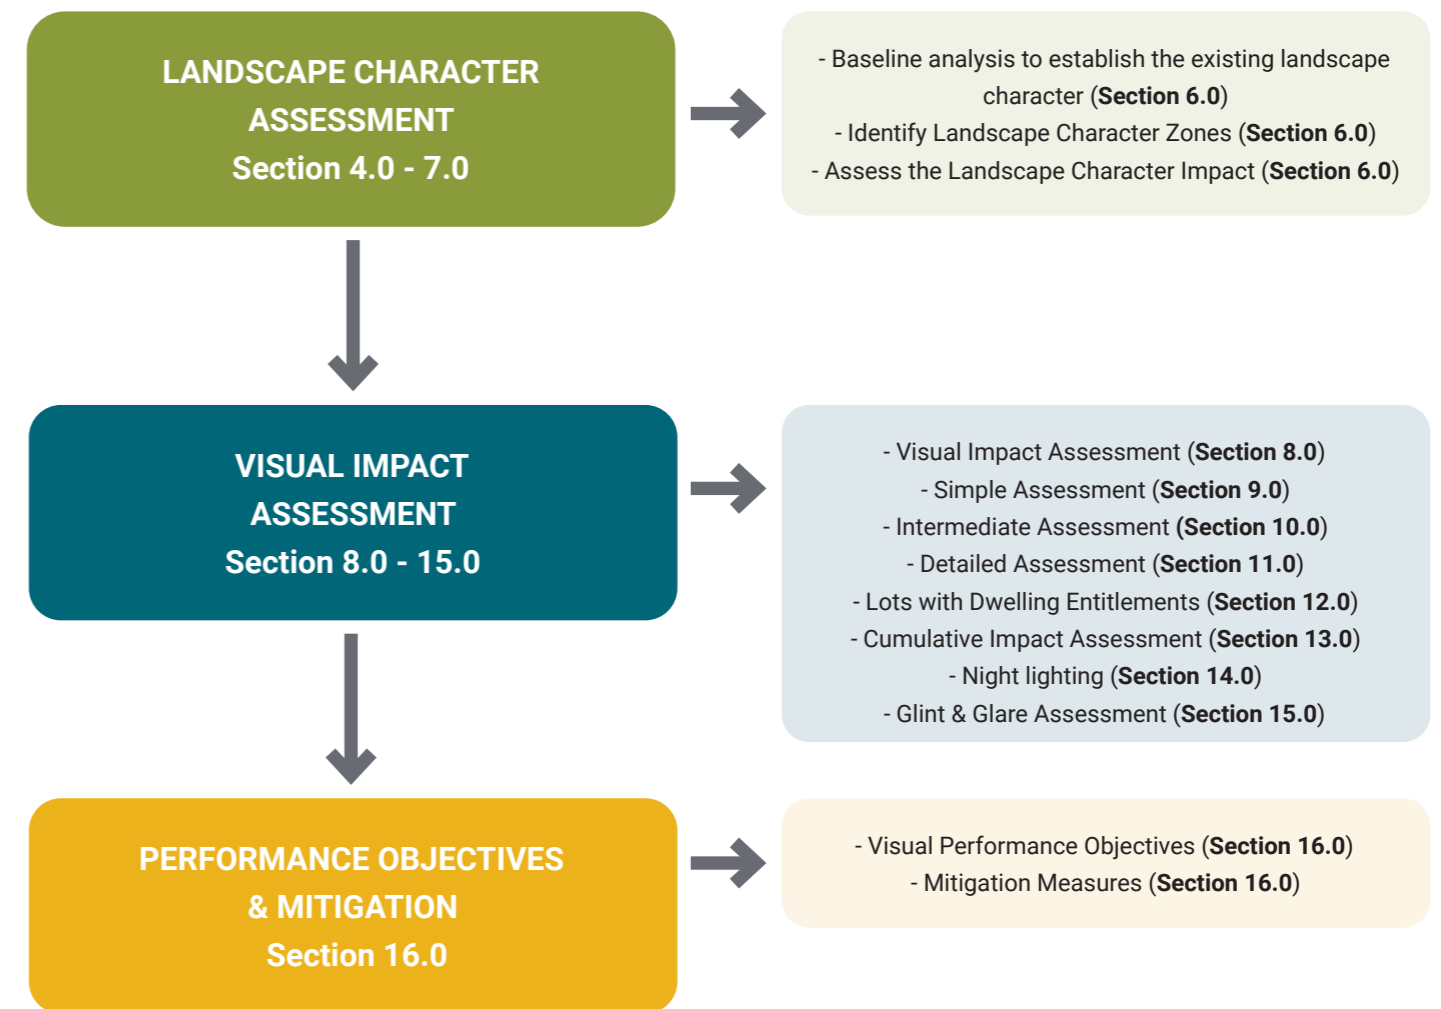 LANDSCAPE CHARACTER
ASSESSMENT
Section 4.0 - 7.0
- Baseline analysis to establish the existing landscape
character (Section 6.0)
- Identify Landscape Character Zones (Section 6.0)
- Assess the Landscape Character Impact (Section 6.0)
VISUAL IMPACT
ASSESSMENT
Section 8.0 - 15.0
- Visual Impact Assessment (Section 8.0)
- Simple Assessment (Section 9.0)
- Intermediate Assessment (Section 10.0)
- Detailed Assessment (Section 11.0)
- Lots with Dwelling Entitlements (Section 12.0)
- Cumulative Impact Assessment (Section 13.0)
- Night lighting (Section 14.0)
- Glint & Glare Assessment (Section 15.0)
PERFORMANCE OBJECTIVES
& MITIGATION
Section 16.0
- Visual Performance Objectives (Section 16.0)
- Mitigation Measures (Section 16.0)